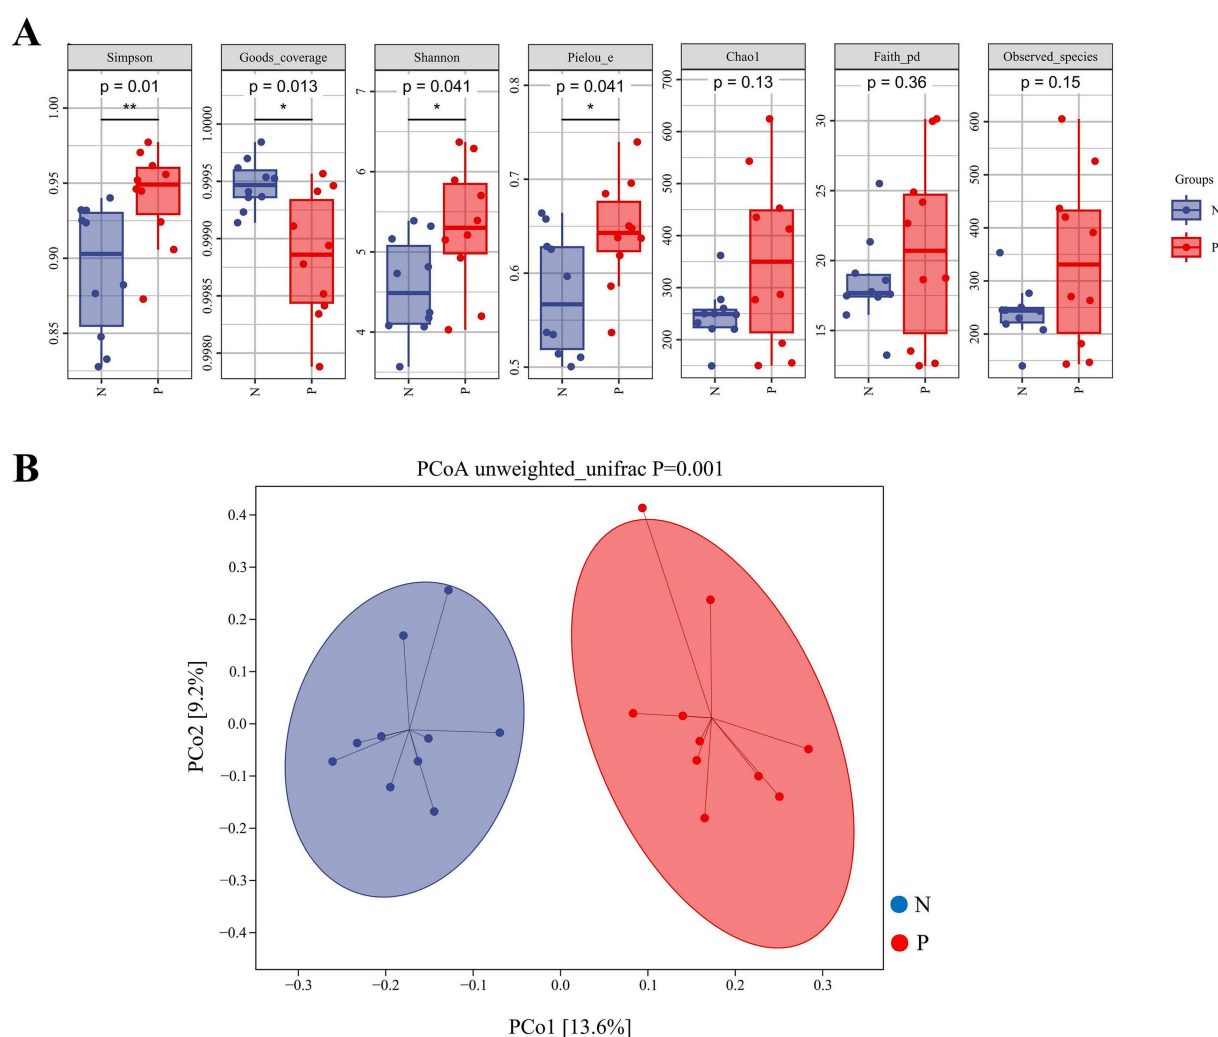 A
Simpson
Goods_coverage
Shannon
Pielou_e
Chao1
Faith_pd
Observed_species
p = 0.01
**
p = 0.013
*
p = 0.041
*
p = 0.041
*
p = 0.13
p = 0.36
p = 0.15
1.00
0.95
0.90
0.85
N
P
1.0000
0.9995
0.9990
0.9985
0.9980
N
P
7
6
5
4
N
P
0.8
0.7
0.6
0.5
N
P
700
600
500
400
300
200
N
P
30
25
20
15
N
P
600
500
400
300
200
N
P
Groups
N
P
B
PCoA unweighted_unifrac P=0.001
PCo2 [9.2%]
0.4
0.3
0.2
0.1
0.0
−0.1
−0.2
−0.3
−0.4
−0.3
−0.2
−0.1
0.0
0.1
0.2
0.3
PCo1 [13.6%]
N
P